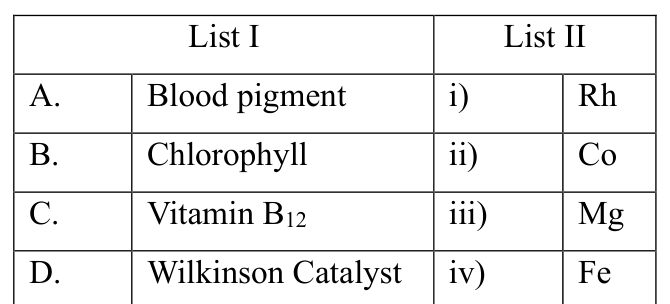 List I List II
A. Blood pigment i) Rh
B. Chlorophyll ii) Co
C. Vitamin B₁₂ iii) Mg
D. Wilkinson Catalyst iv) Fe